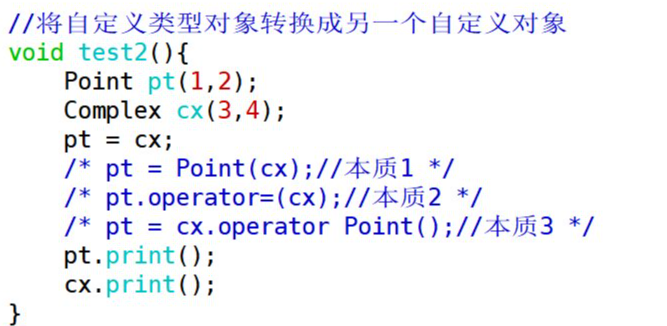 //将自定义类型对象转换成另一个自定义对象
void test2(){
    Point pt(1,2);
    Complex cx(3,4);
    pt = cx;
    /* pt = Point(cx);//本质1 */
    /* pt.operator=(cx);//本质2 */
    /* pt = cx.operator Point();//本质3 */
    pt.print();
    cx.print();
}